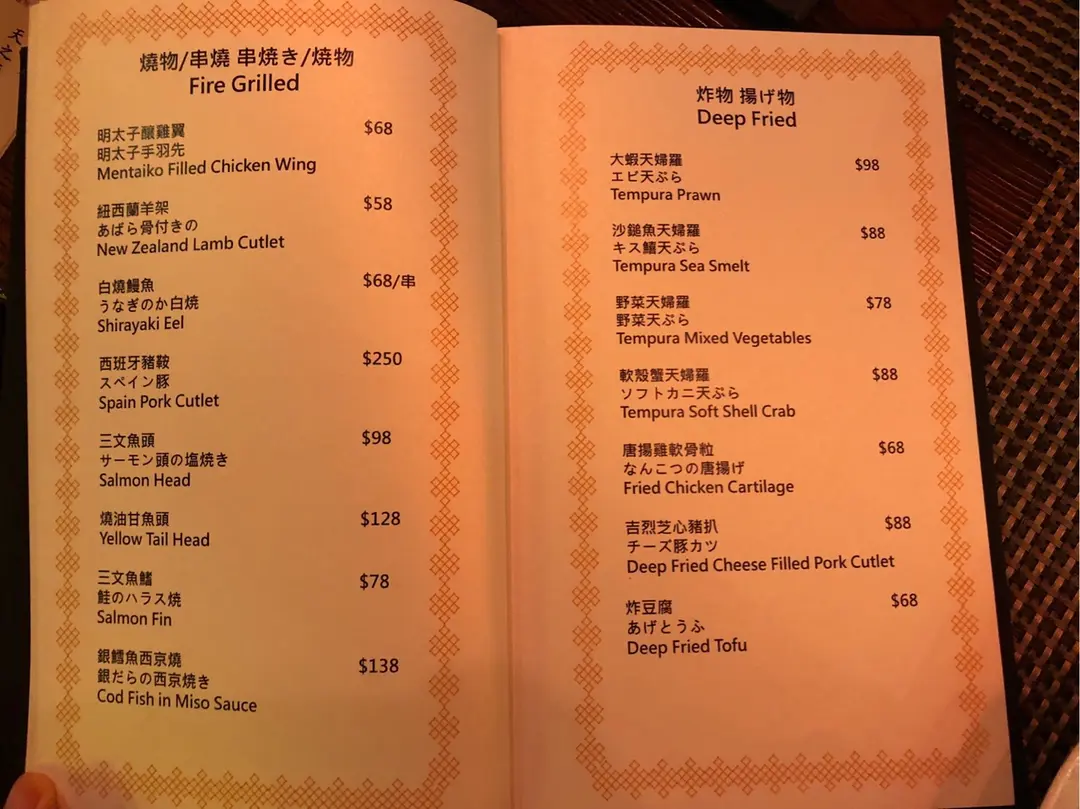 燒物/串燒 串焼き/焼物
Fire Grilled
明太子釀雞翼 $68
明太子手羽先
Mentaiko Filled Chicken Wing
紐西蘭羊架 $58
あばら骨付きの
New Zealand Lamb Cutlet
白燒鰻魚 $68/串
うなぎのか白焼
Shirayaki Eel
西班牙豬鞍 $250
スペイン豚
Spain Pork Cutlet
三文魚頭 $98
サーモン頭の塩焼き
Salmon Head
燒油甘魚頭 $128
Yellow Tail Head
三文魚鰭 $78
鮭のハラス焼
Salmon Fin
銀鱈魚西京燒 $138
銀だらの西京焼き
Cod Fish in Miso Sauce
炸物 揚げ物
Deep Fried
大蝦天婦羅 $98
エビ天ぷら
Tempura Prawn
沙鎚魚天婦羅 $88
キス鱚天ぷら
Tempura Sea Smelt
野菜天婦羅 $78
野菜天ぷら
Tempura Mixed Vegetables
軟殼蟹天婦羅 $88
ソフトカニ天ぷら
Tempura Soft Shell Crab
唐揚雞軟骨粒 $68
なんこつの唐揚げ
Fried Chicken Cartilage
吉烈芝心豬扒 $88
チーズ豚カツ
Deep Fried Cheese Filled Pork Cutlet
炸豆腐 $68
あげとうふ
Deep Fried Tofu